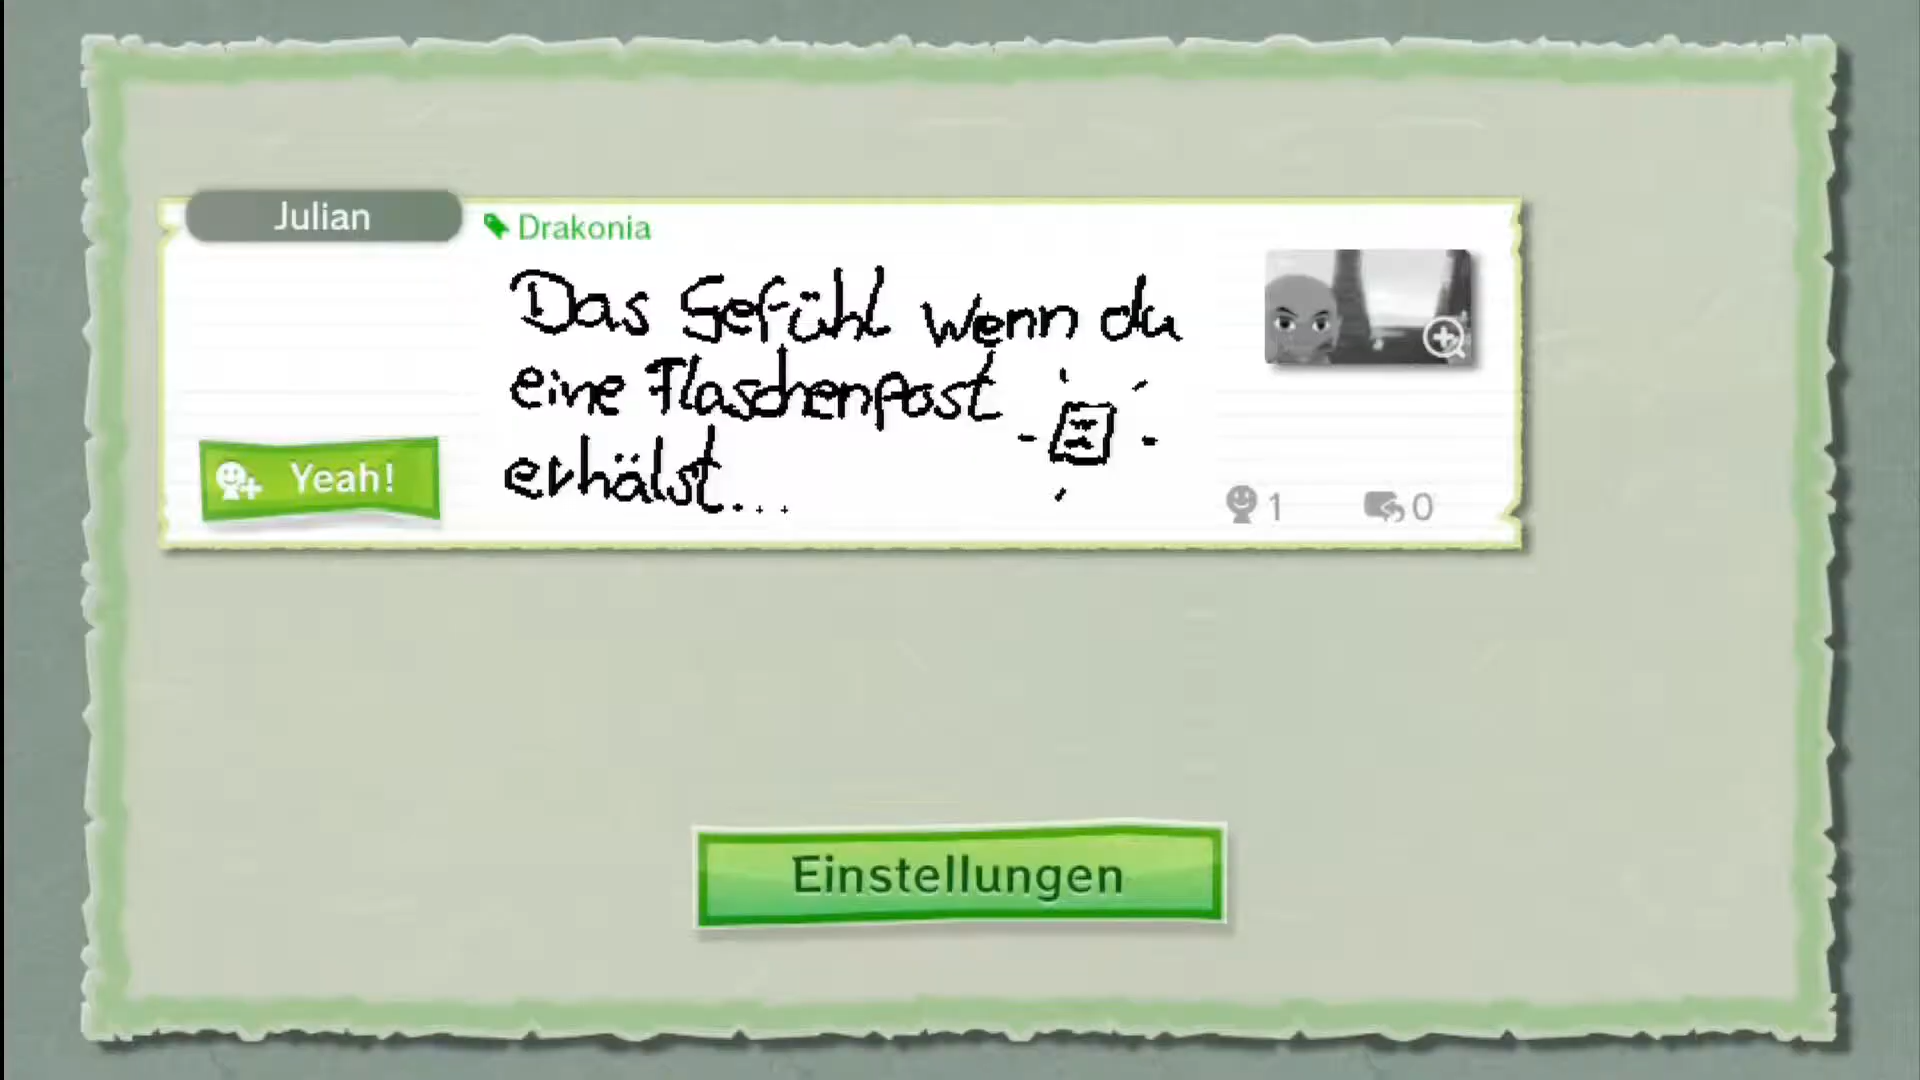 Julian
Drakonia
Das Gefühl wenn du
eine Flaschenpost
erhälst...
Yeah!
1
0
Einstellungen